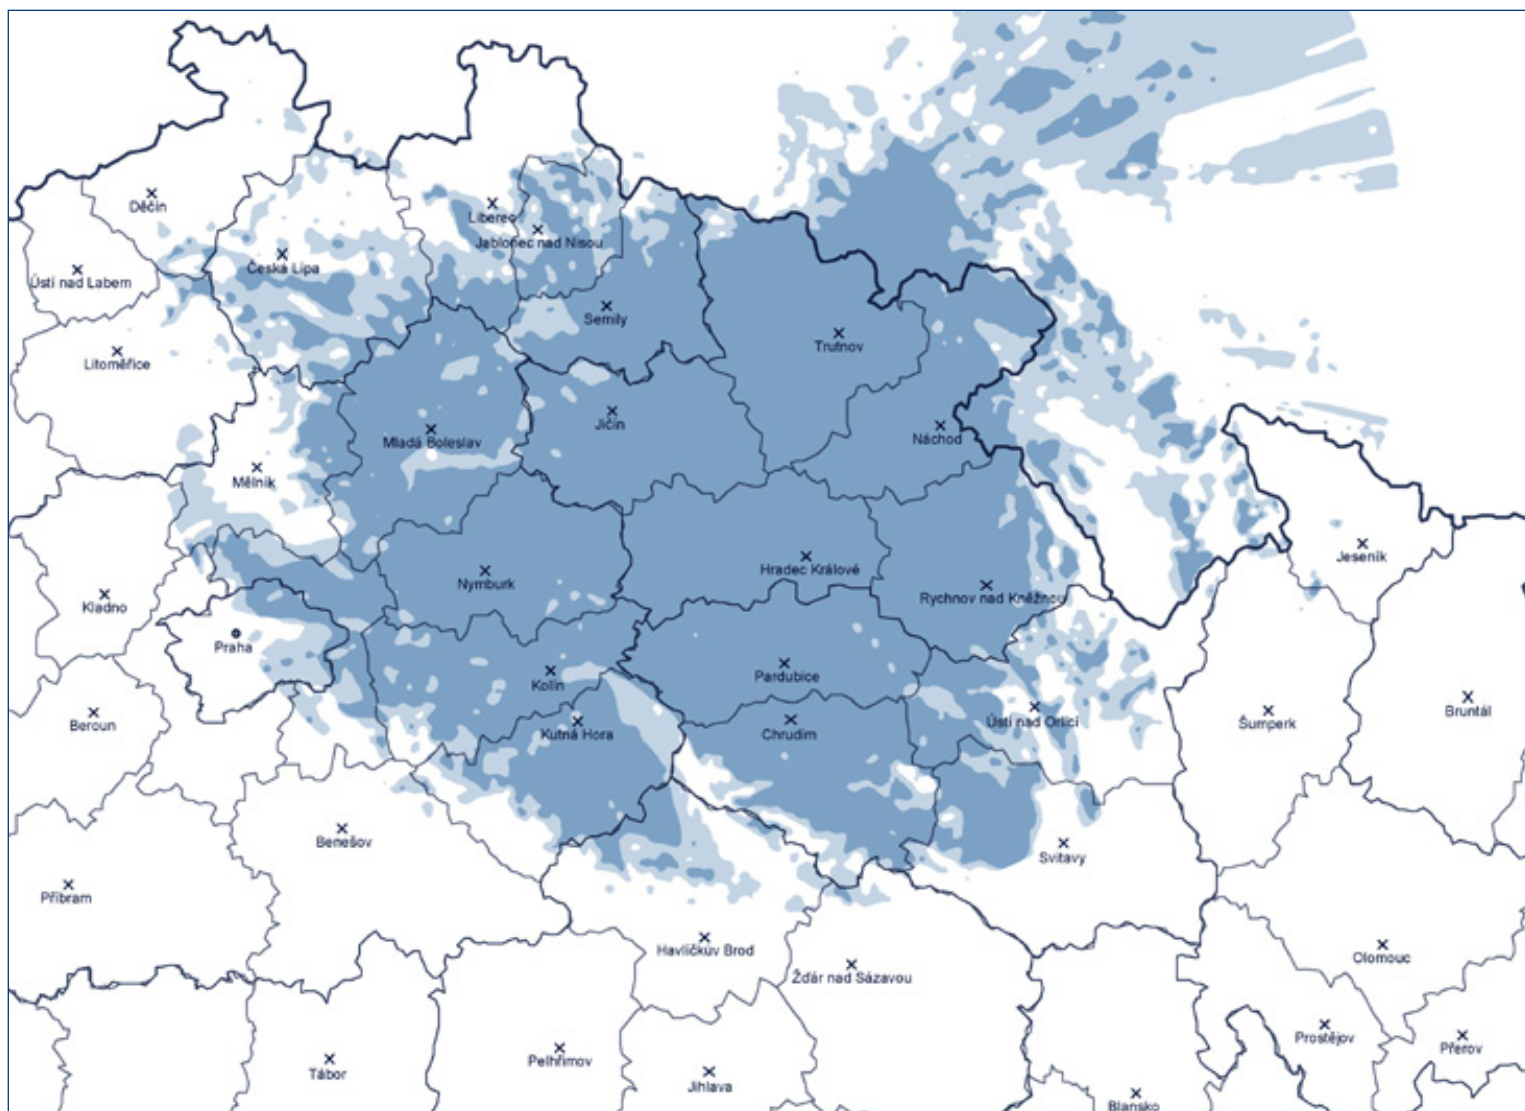 Děčín
Liberec
Jablonec nad Nisou
Česká Lípa
Ústí nad Labem
Semily
Trutnov
Litoměřice
Jičín
Náchod
Mladá Boleslav
Mělník
Jeseník
Hradec Králové
Nymburk
Rychnov nad Kněžnou
Kladno
Praha
Kolín
Pardubice
Bruntál
Beroun
Ústí nad Orlicí
Šumperk
Kutná Hora
Chrudim
Benešov
Svitavy
Příbram
Havlíčkův Brod
Olomouc
Žďár nad Sázavou
Prostějov
Přerov
Pelhřimov
Tábor
Jihlava
Blansko